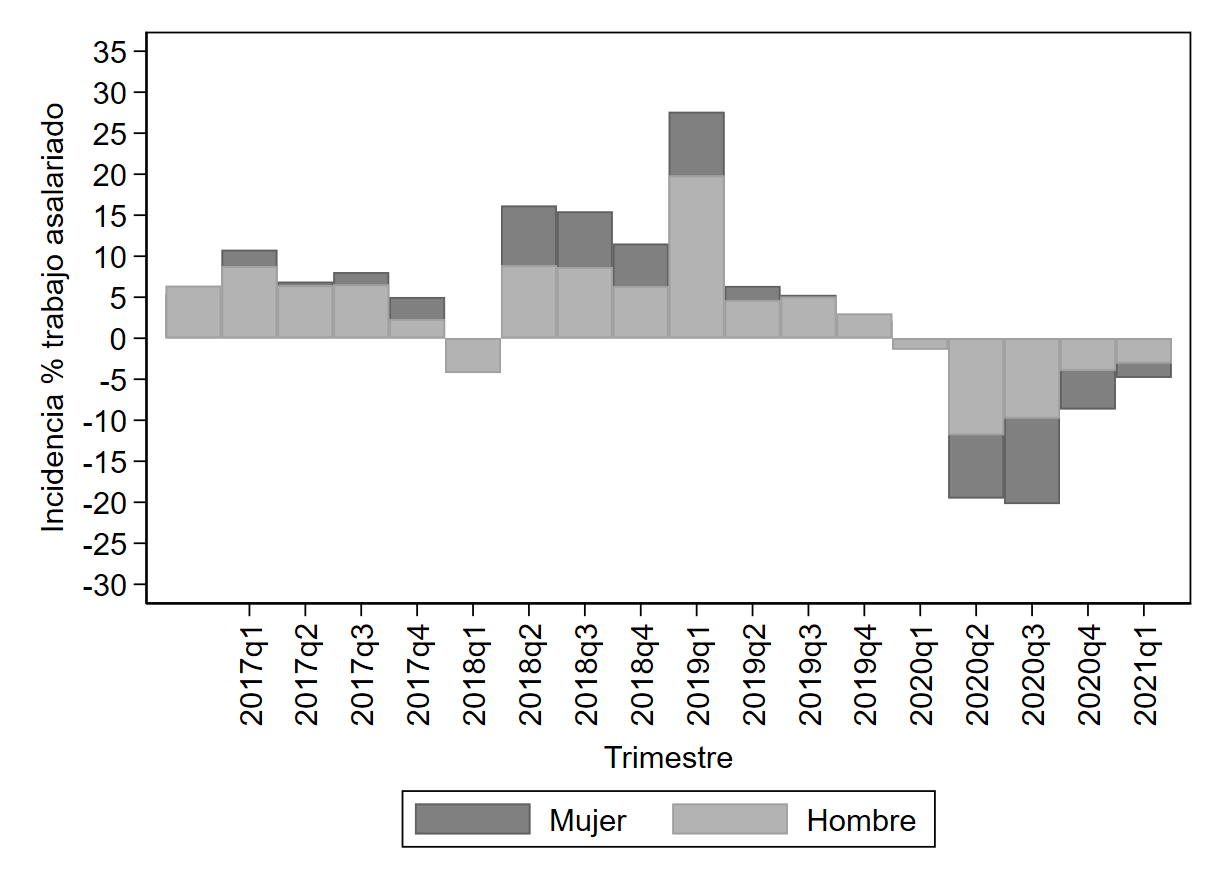 Incidencia % trabajo asalariado
35
30
25
20
15
10
5
0
-5
-10
-15
-20
-25
-30
2017q1
2017q2
2017q3
2017q4
2018q1
2018q2
2018q3
2018q4
2019q1
2019q2
2019q3
2019q4
2020q1
2020q2
2020q3
2020q4
2021q1
Trimestre
Mujer Hombre